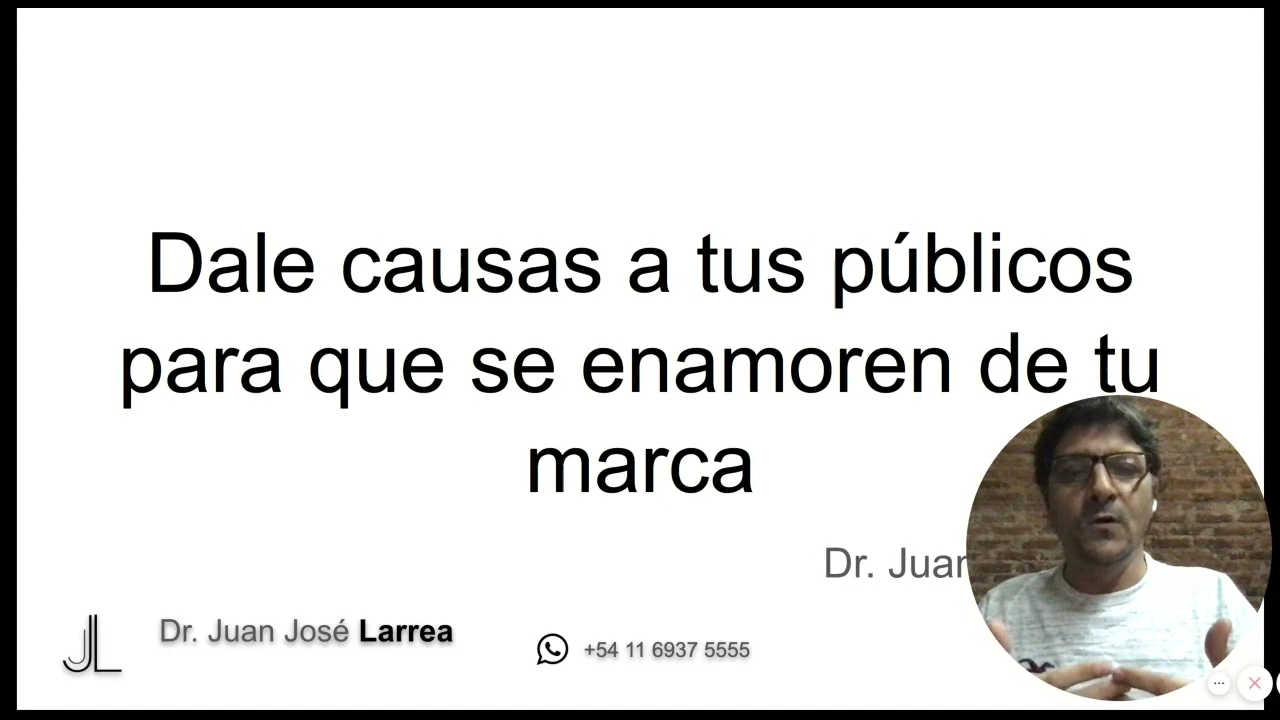 Dale causas a tus públicos
para que se enamoren de tu
marca
Dr. Juan
JL
Dr. Juan José Larrea
+54 11 6937 5555